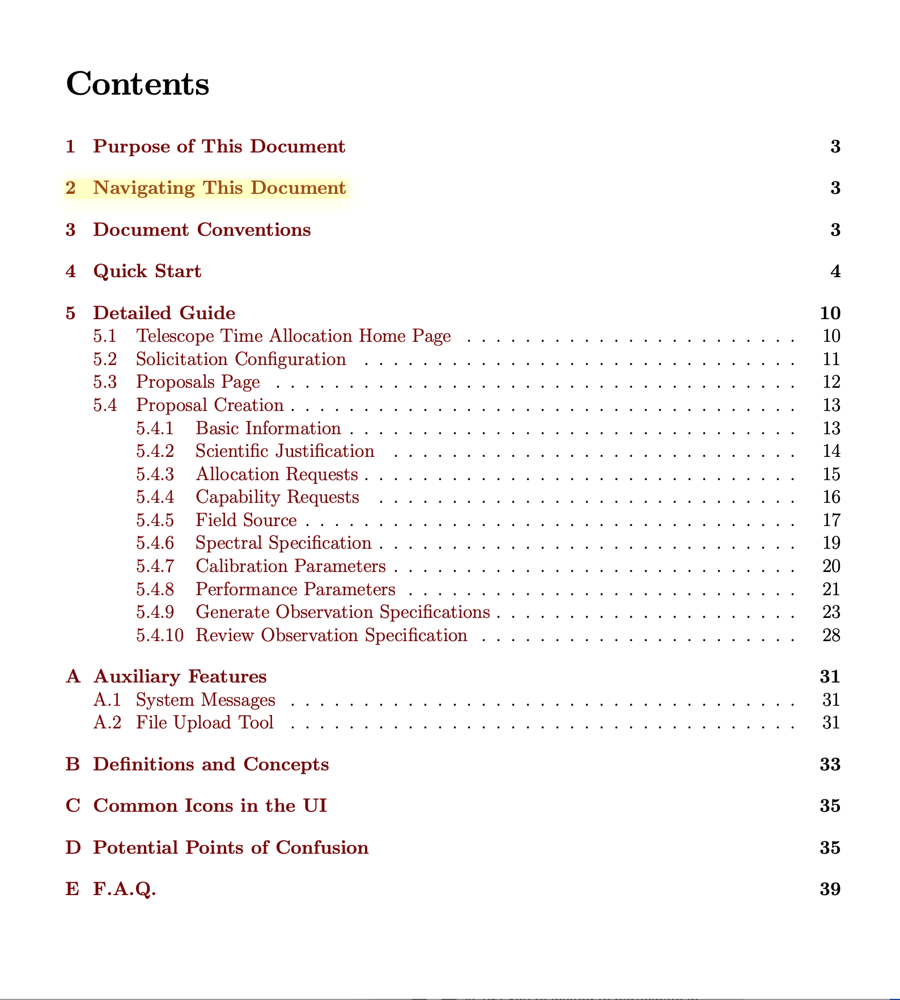 Contents
1 Purpose of This Document 3
2 Navigating This Document 3
3 Document Conventions 3
4 Quick Start 4
5 Detailed Guide 10
5.1 Telescope Time Allocation Home Page . . . . . . . . . . . . . . . . . . . . . . . 10
5.2 Solicitation Configuration . . . . . . . . . . . . . . . . . . . . . . . . . . . . . . 11
5.3 Proposals Page . . . . . . . . . . . . . . . . . . . . . . . . . . . . . . . . . . . . 12
5.4 Proposal Creation . . . . . . . . . . . . . . . . . . . . . . . . . . . . . . . . . . . 13
5.4.1 Basic Information . . . . . . . . . . . . . . . . . . . . . . . . . . . . . . . 13
5.4.2 Scientific Justification . . . . . . . . . . . . . . . . . . . . . . . . . . . . 14
5.4.3 Allocation Requests . . . . . . . . . . . . . . . . . . . . . . . . . . . . . . 15
5.4.4 Capability Requests . . . . . . . . . . . . . . . . . . . . . . . . . . . . . 16
5.4.5 Field Source . . . . . . . . . . . . . . . . . . . . . . . . . . . . . . . . . . 17
5.4.6 Spectral Specification . . . . . . . . . . . . . . . . . . . . . . . . . . . . . 19
5.4.7 Calibration Parameters . . . . . . . . . . . . . . . . . . . . . . . . . . . . 20
5.4.8 Performance Parameters . . . . . . . . . . . . . . . . . . . . . . . . . . . 21
5.4.9 Generate Observation Specifications . . . . . . . . . . . . . . . . . . . . . 23
5.4.10 Review Observation Specification . . . . . . . . . . . . . . . . . . . . . . 28
A Auxiliary Features 31
A.1 System Messages . . . . . . . . . . . . . . . . . . . . . . . . . . . . . . . . . . . 31
A.2 File Upload Tool . . . . . . . . . . . . . . . . . . . . . . . . . . . . . . . . . . . 31
B Definitions and Concepts 33
C Common Icons in the UI 35
D Potential Points of Confusion 35
E F.A.Q. 39